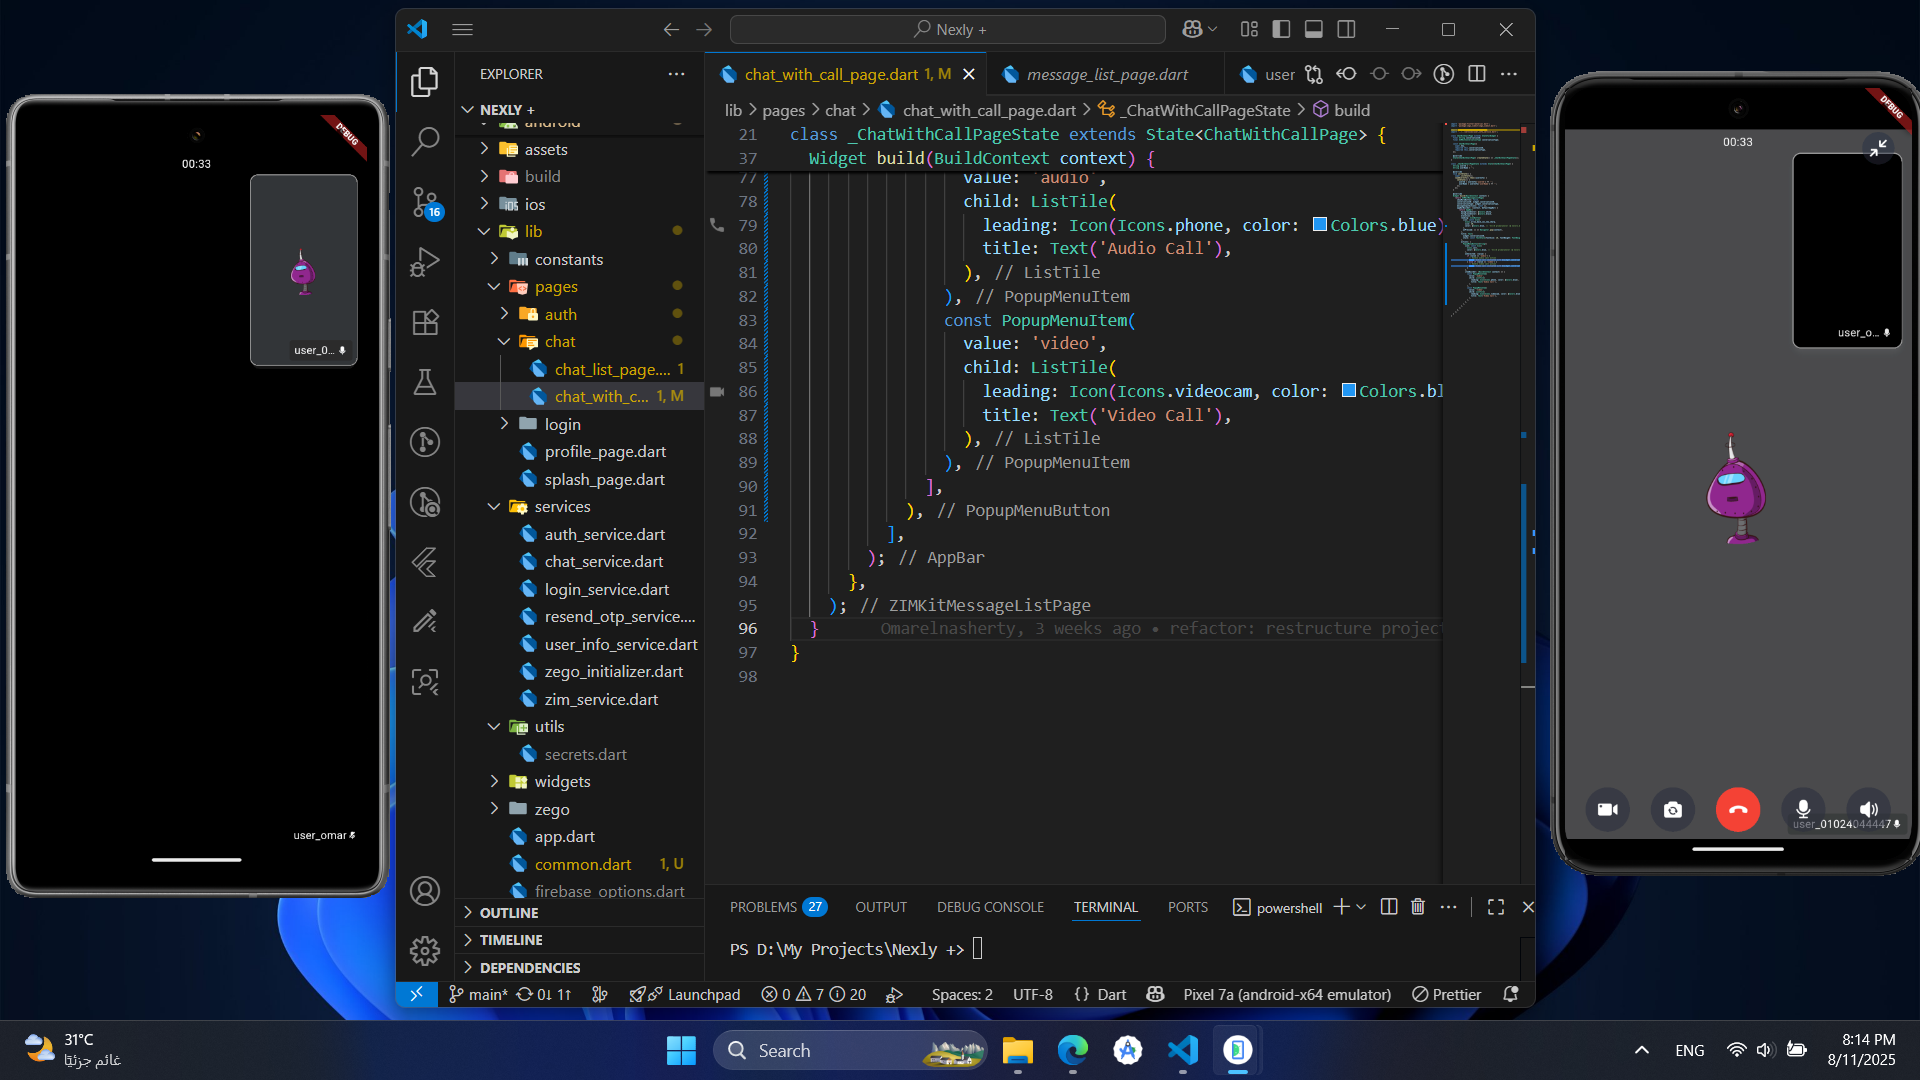 Nexly +
EXPLORER
NEXLY +
android
assets
build
ios
lib
constants
pages
auth
chat
chat_list_page.... 1
chat_with_c... 1, M
login
profile_page.dart
splash_page.dart
services
auth_service.dart
chat_service.dart
login_service.dart
resend_otp_service....
user_info_service.dart
zego_initializer.dart
zim_service.dart
utils
secrets.dart
widgets
zego
app.dart
common.dart 1, U
firebase_options.dart
OUTLINE
TIMELINE
DEPENDENCIES
16
chat_with_call_page.dart 1, M
message_list_page.dart
user
lib > pages > chat > chat_with_call_page.dart > _ChatWithCallPageState > build
21 class _ChatWithCallPageState extends State<ChatWithCallPage> {
37 Widget build(BuildContext context) {
77 value: 'audio',
78 child: ListTile(
79 leading: Icon(Icons.phone, color: Colors.blue)
80 title: Text('Audio Call'),
81 ), // ListTile
82 ), // PopupMenuItem
83 const PopupMenuItem(
84 value: 'video',
85 child: ListTile(
86 leading: Icon(Icons.videocam, color: Colors.bl
87 title: Text('Video Call'),
88 ), // ListTile
89 ), // PopupMenuItem
90 ],
91 ), // PopupMenuButton
92 ],
93 ); // AppBar
94 },
95 ); // ZIMKitMessageListPage
96 } Omarelnasherty, 3 weeks ago • refactor: restructure project
97 }
98
PROBLEMS 27 OUTPUT DEBUG CONSOLE TERMINAL PORTS powershell
PS D:\My Projects\Nexly +>
main* 0↓ 1↑ Launchpad 0 7 20 Spaces: 2 UTF-8 {} Dart Pixel 7a (android-x64 emulator) Prettier
DEBUG
00:33
user_0...
user_omar
DEBUG
00:33
user_o...
user_01024044447
31°C
غائم جزئيًا
Search
ENG
8:14 PM
8/11/2025